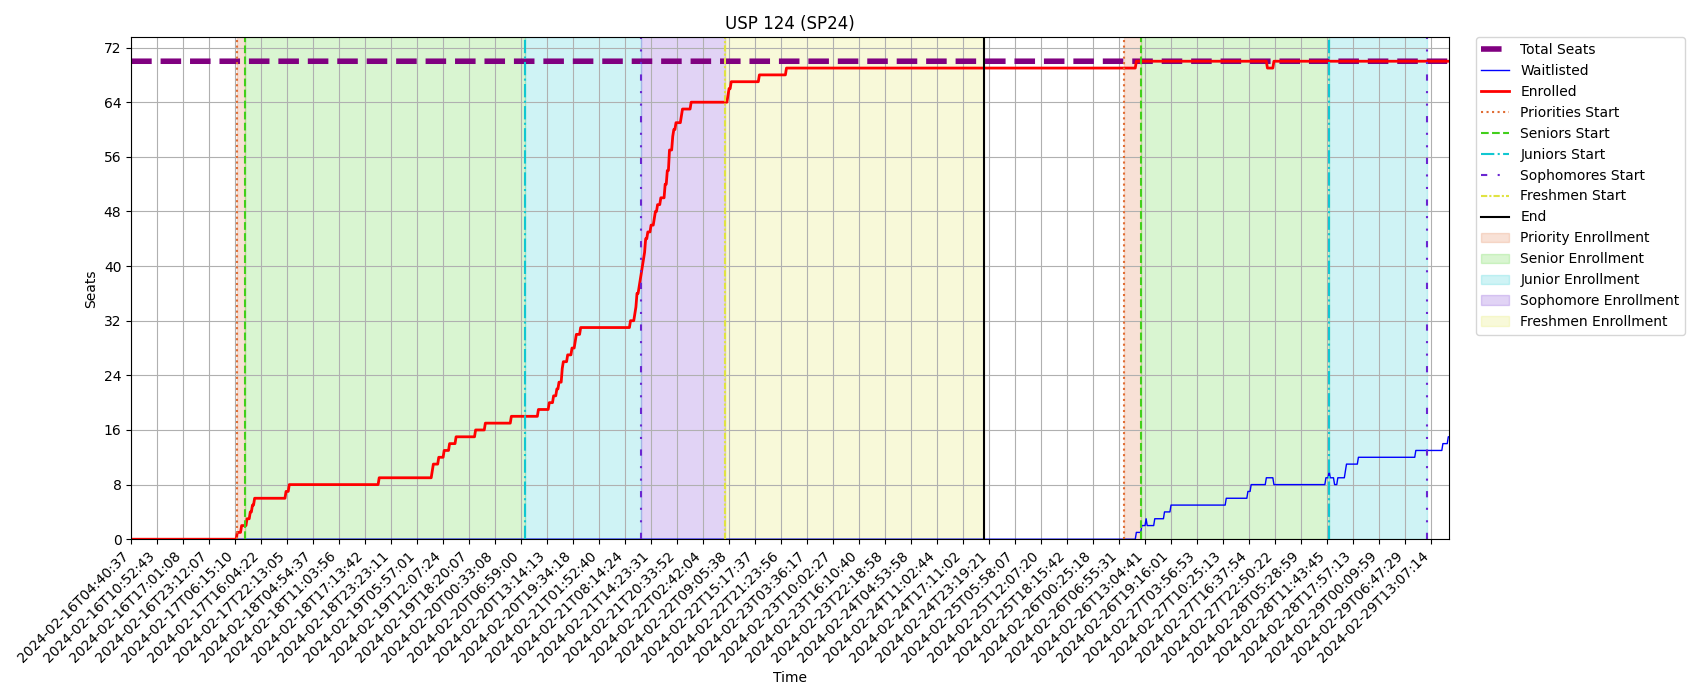 USP 124 (SP24)
72
64
56
48
40
32
24
16
8
0
Seats
2024-02-16T04:40:37
2024-02-16T10:52:43
2024-02-16T17:01:08
2024-02-16T23:12:07
2024-02-17T06:15:10
2024-02-17T16:04:22
2024-02-17T22:13:05
2024-02-18T04:54:37
2024-02-18T11:03:56
2024-02-18T17:13:42
2024-02-18T23:23:11
2024-02-19T05:57:01
2024-02-19T12:07:24
2024-02-19T18:20:07
2024-02-20T00:33:08
2024-02-20T06:59:00
2024-02-20T13:14:13
2024-02-20T19:34:18
2024-02-21T01:52:40
2024-02-21T08:14:24
2024-02-21T14:23:31
2024-02-21T20:33:52
2024-02-22T02:42:04
2024-02-22T09:05:38
2024-02-22T15:17:37
2024-02-22T21:23:56
2024-02-23T03:36:17
2024-02-23T10:02:27
2024-02-23T16:10:40
2024-02-23T22:18:58
2024-02-24T04:53:58
2024-02-24T11:02:44
2024-02-24T17:11:02
2024-02-24T23:19:21
2024-02-25T05:58:07
2024-02-25T12:07:20
2024-02-25T18:15:42
2024-02-26T00:25:18
2024-02-26T06:55:31
2024-02-26T13:04:41
2024-02-26T19:16:01
2024-02-27T03:56:53
2024-02-27T10:25:13
2024-02-27T16:37:54
2024-02-27T22:50:22
2024-02-28T05:28:59
2024-02-28T11:43:45
2024-02-28T17:57:13
2024-02-29T00:09:59
2024-02-29T06:47:29
2024-02-29T13:07:14
Time
Total Seats
Waitlisted
Enrolled
Priorities Start
Seniors Start
Juniors Start
Sophomores Start
Freshmen Start
End
Priority Enrollment
Senior Enrollment
Junior Enrollment
Sophomore Enrollment
Freshmen Enrollment